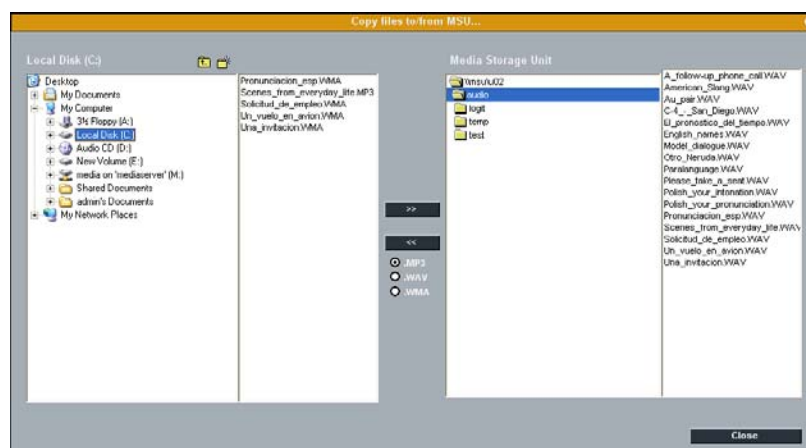 Copy files to/from MSU...
Local Disk (C:)
Desktop
My Documents
My Computer
3½ Floppy (A:)
Local Disk (C:)
Audio CD (D:)
New Volume (E:)
media on 'mediaserver' (M:)
Shared Documents
admin's Documents
My Network Places
Pronunciacion_esp.WMA
Scenes_from_everyday_life.MP3
Solicitud_de_empleo.WMA
Un_vuelo_en_avion.WMA
Una_invitacion.WMA
>>
<<
.MP3
.WAV
.WMA
Media Storage Unit
audio
logit
temp
test
A_follow-up_phone_call.WAV
American_Slang.WAV
Au_pair.WAV
C-4_-_San_Diego.WAV
El_pronostico_del_tiempo.WAV
English_names.WAV
Model_dialogue.WAV
Otro_Neruda.WAV
Paralanguage.WAV
Please_take_a_seat.WAV
Polish_your_intonation.WAV
Polish_your_pronunciation.WAV
Pronunciacion_esp.WAV
Scenes_from_everyday_life.WAV
Solicitud_de_empleo.WAV
Un_vuelo_en_avion.WAV
Una_invitacion.WAV
Close